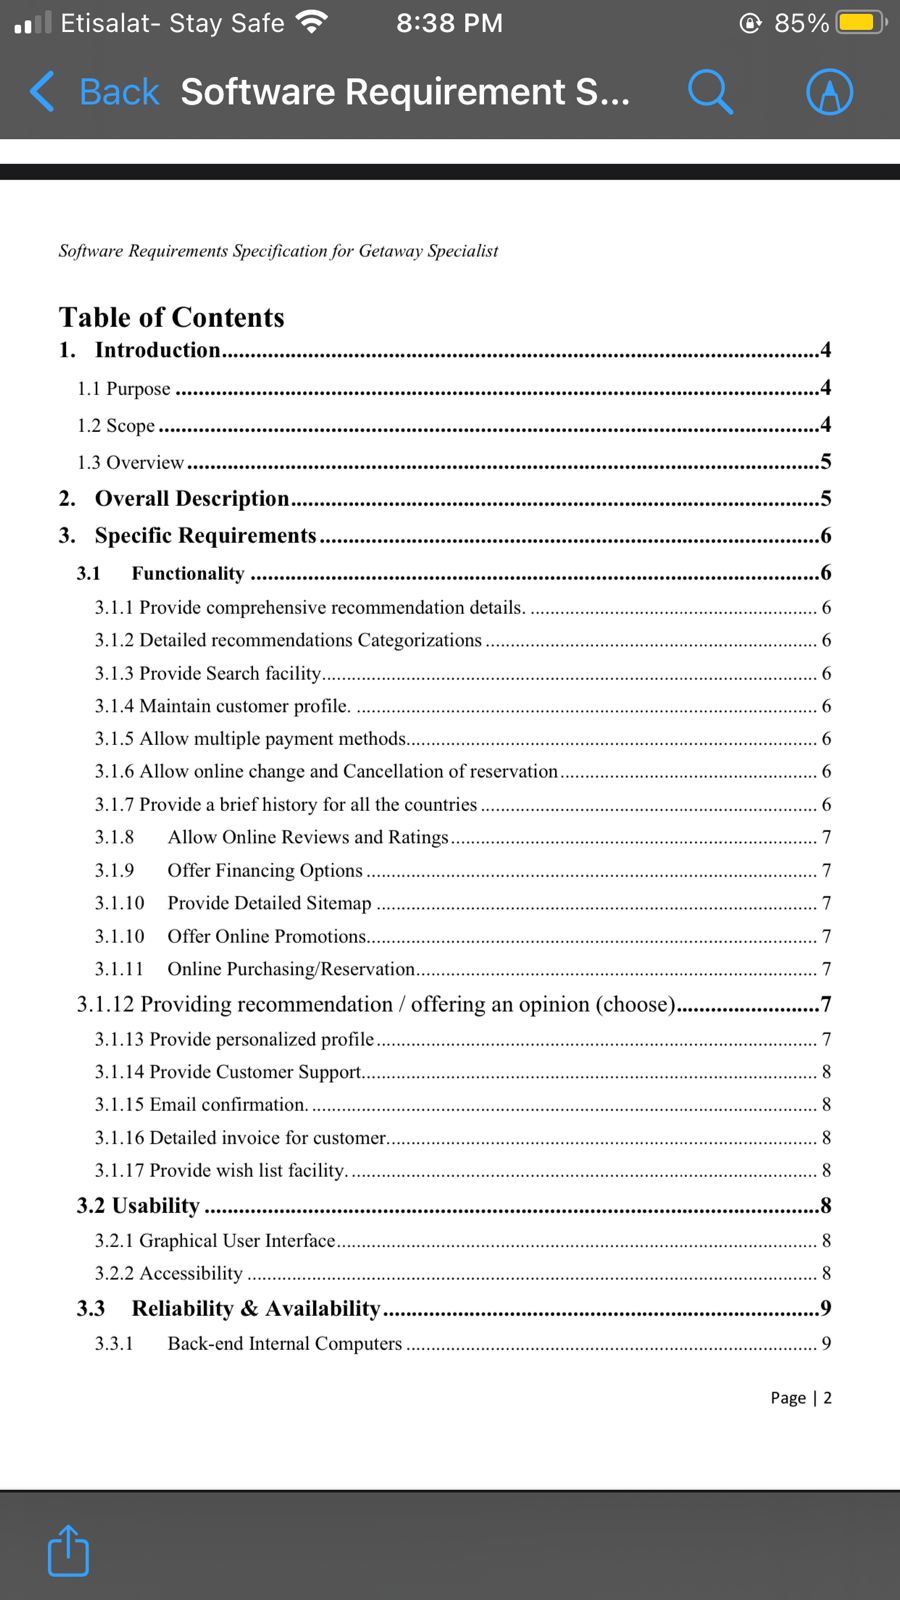 Etisalat- Stay Safe 8:38 PM 85%
Back Software Requirement S...
Software Requirements Specification for Getaway Specialist
Table of Contents
1. Introduction.....4
1.1 Purpose.....4
1.2 Scope.....4
1.3 Overview.....5
2. Overall Description.....5
3. Specific Requirements.....6
3.1 Functionality.....6
3.1.1 Provide comprehensive recommendation details......6
3.1.2 Detailed recommendations Categorizations.....6
3.1.3 Provide Search facility.....6
3.1.4 Maintain customer profile......6
3.1.5 Allow multiple payment methods.....6
3.1.6 Allow online change and Cancellation of reservation.....6
3.1.7 Provide a brief history for all the countries.....6
3.1.8 Allow Online Reviews and Ratings.....7
3.1.9 Offer Financing Options.....7
3.1.10 Provide Detailed Sitemap.....7
3.1.10 Offer Online Promotions.....7
3.1.11 Online Purchasing/Reservation.....7
3.1.12 Providing recommendation / offering an opinion (choose).....7
3.1.13 Provide personalized profile.....7
3.1.14 Provide Customer Support.....8
3.1.15 Email confirmation......8
3.1.16 Detailed invoice for customer.....8
3.1.17 Provide wish list facility......8
3.2 Usability.....8
3.2.1 Graphical User Interface.....8
3.2.2 Accessibility.....8
3.3 Reliability & Availability.....9
3.3.1 Back-end Internal Computers.....9
Page | 2